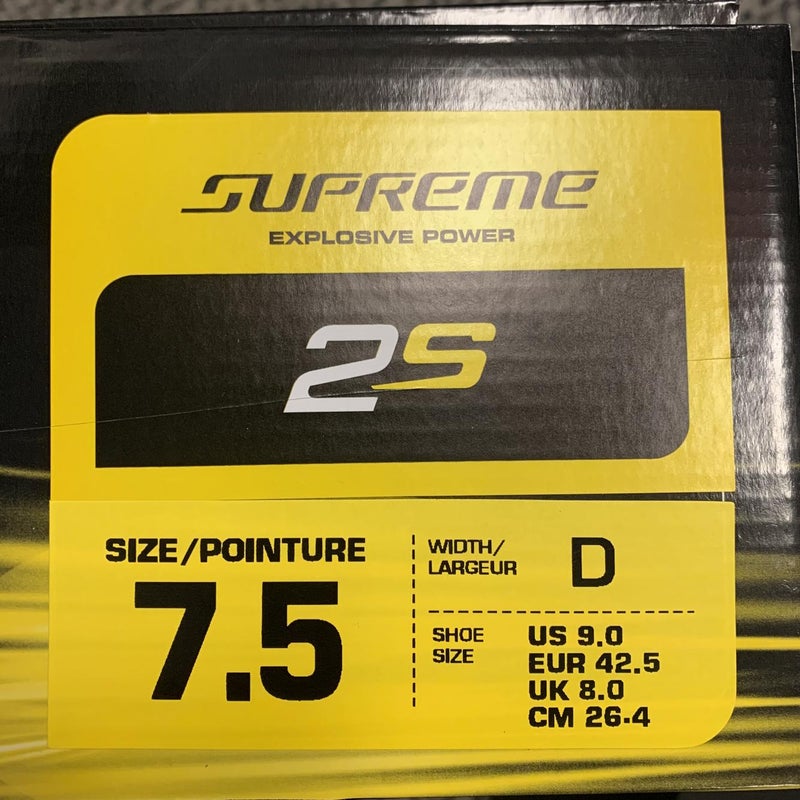 SUPREME
EXPLOSIVE POWER
2S
SIZE/POINTURE
7.5
WIDTH/
LARGEUR
D
SHOE
SIZE
US 9.0
EUR 42.5
UK 8.0
CM 26.4